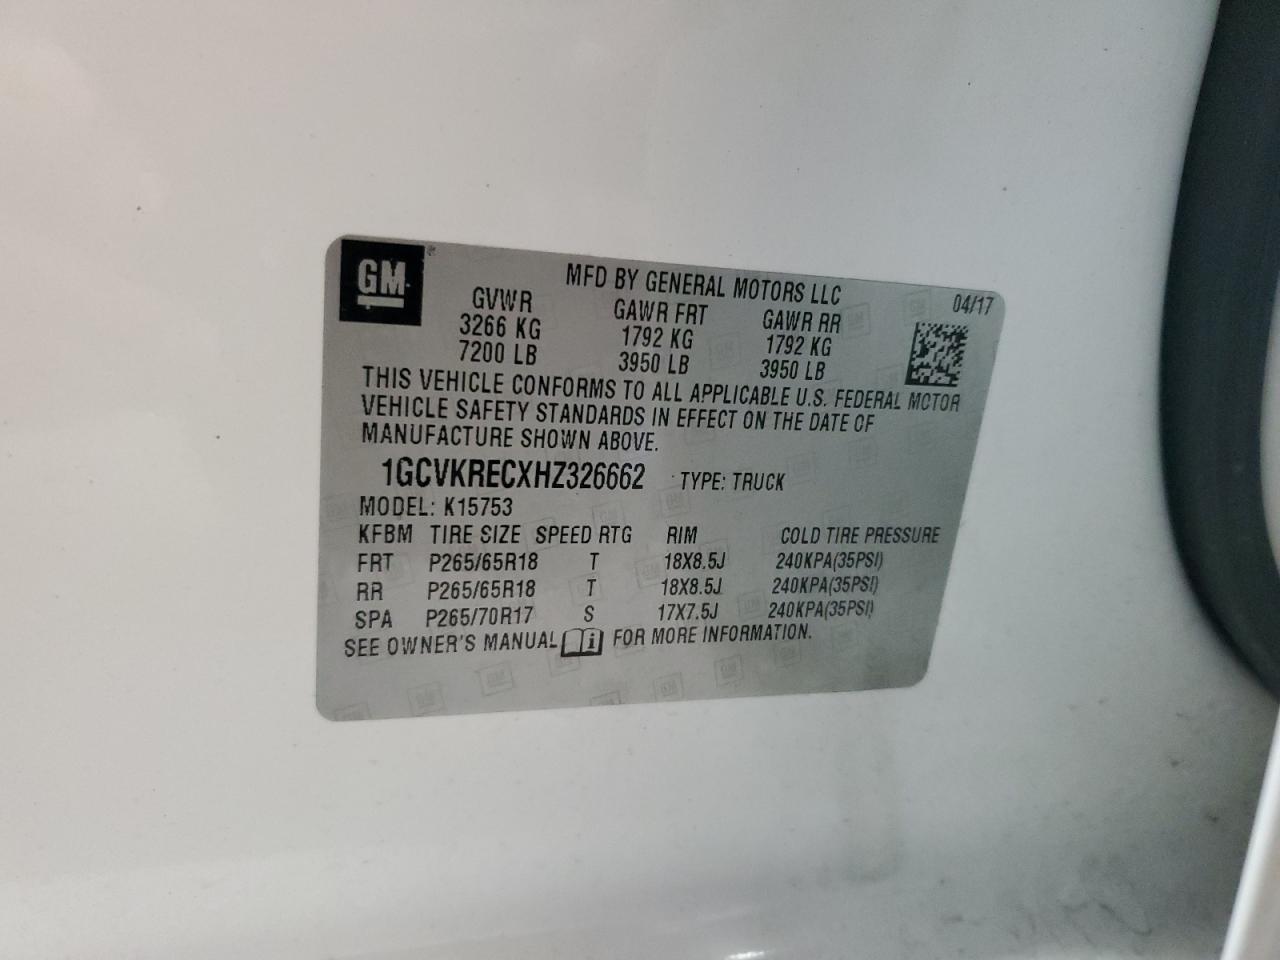 GM
MFD BY GENERAL MOTORS LLC 04/17
GVWR GAWR FRT GAWR RR
3266 KG 1792 KG 1792 KG
7200 LB 3950 LB 3950 LB
THIS VEHICLE CONFORMS TO ALL APPLICABLE U.S. FEDERAL MOTOR
VEHICLE SAFETY STANDARDS IN EFFECT ON THE DATE OF
MANUFACTURE SHOWN ABOVE.
1GCVKRECXHZ326662 TYPE: TRUCK
MODEL: K15753
KFBM TIRE SIZE SPEED RTG RIM COLD TIRE PRESSURE
FRT P265/65R18 T 18X8.5J 240KPA(35PSI)
RR P265/65R18 T 18X8.5J 240KPA(35PSI)
SPA P265/70R17 S 17X7.5J 240KPA(35PSI)
SEE OWNER'S MANUAL FOR MORE INFORMATION.